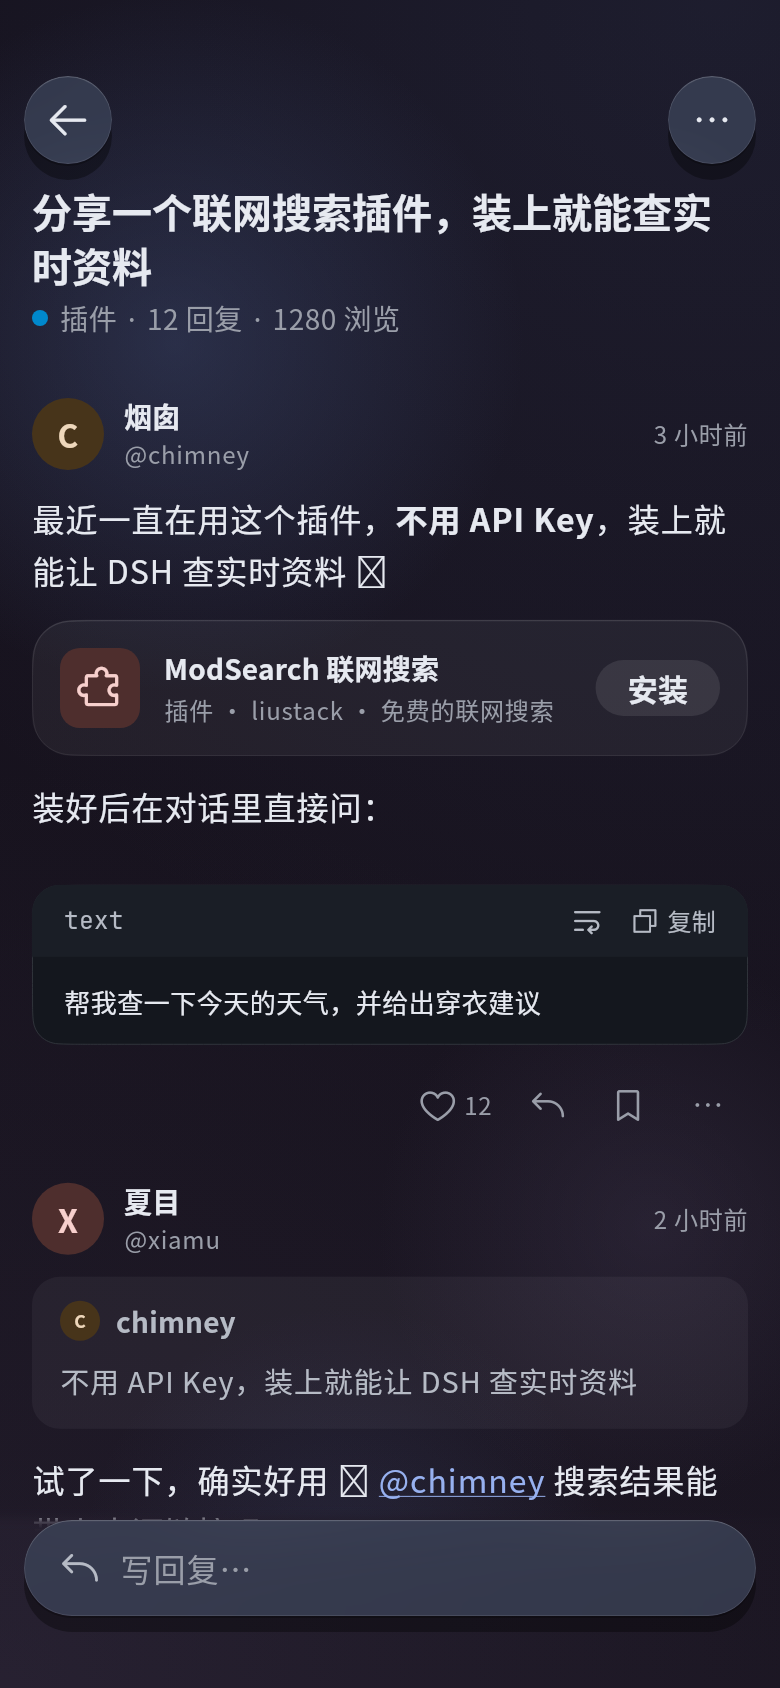 分享一个联网搜索插件，装上就能查实
时资料
插件 · 12 回复 · 1280 浏览
C
烟囱
@chimney
3 小时前
最近一直在用这个插件，不用 API Key，装上就
能让 DSH 查实时资料
ModSearch 联网搜索
插件 · liustack · 免费的联网搜索
安装
装好后在对话里直接问：
text
复制
帮我查一下今天的天气，并给出穿衣建议
12
X
夏目
@xiamu
2 小时前
C
chimney
不用 API Key，装上就能让 DSH 查实时资料
试了一下，确实好用 @chimney 搜索结果能
写回复…